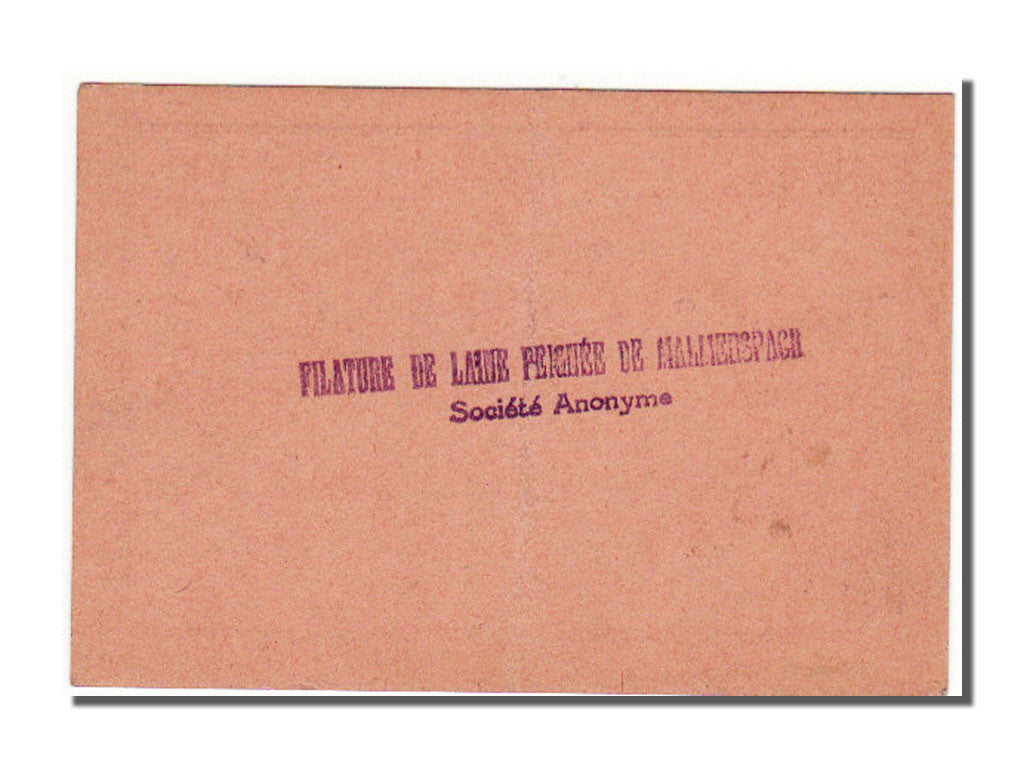 FILATURE DE LAINE PEIGNÉE DE MALMERSPACH
Société Anonyme